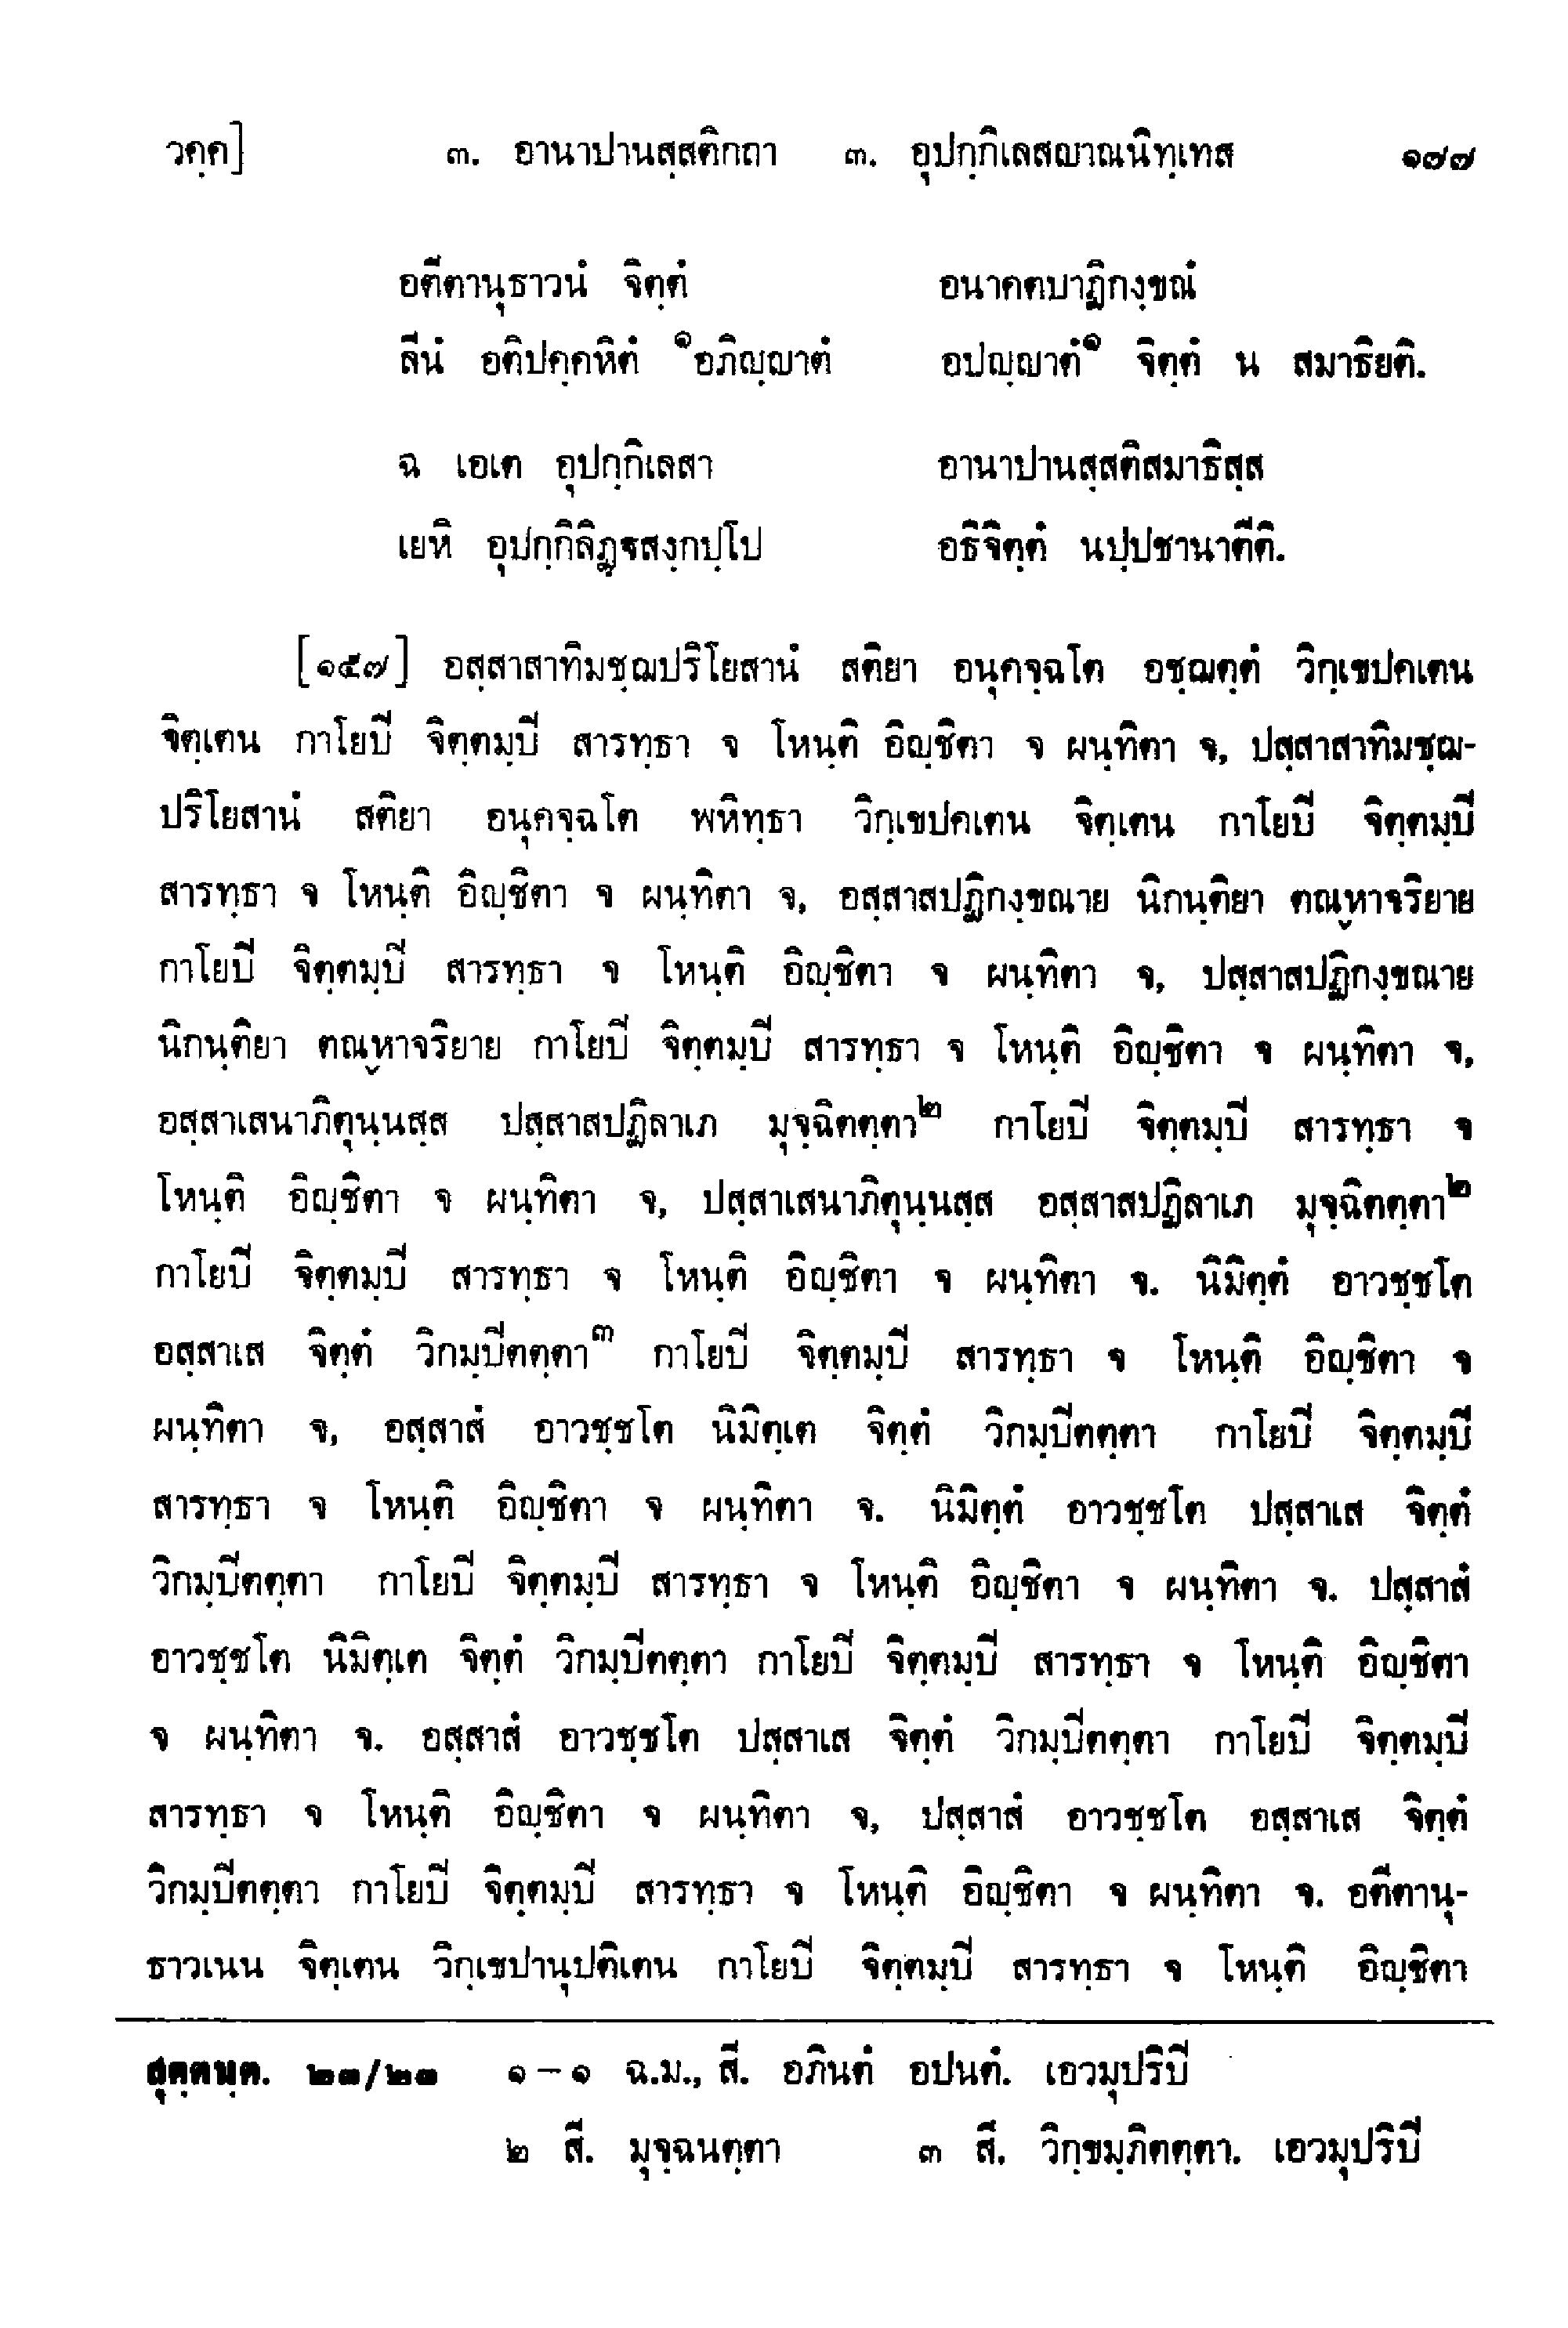 วคฺค] ๓. อานาปานสฺสติกถา ๓. อุปกฺกิเลสญาณนิทฺเทส ๑๗๗
อตีตานุธาวนํ จิตฺตํ อนาคตปาฏิกงฺขณํ
ลีนํ อติปคฺคหิตํ ๑อภิญฺญาตํ อปญฺญาตํ๑ จิตฺตํ น สมาธิยติ.
ฉ เอเต อุปกฺกิเลสา อานาปานสฺสติสมาธิสฺส
เยหิ อุปกฺกิลิฏฺฐสงฺกปฺโป อธิจิตฺตํ นปฺปชานาตีติ.
[๑๕๗] อสฺสาสาทิมชฺฌปริโยสานํ สติยา อนุคจฺฉโต อชฺฌตฺตํ วิกฺเขปคเตน
จิตฺเตน กาโยปิ จิตฺตมฺปิ สารทฺธา จ โหนฺติ อิญฺชิตา จ ผนฺทิตา จ, ปสฺสาสาทิมชฺฌ-
ปริโยสานํ สติยา อนุคจฺฉโต พหิทฺธา วิกฺเขปคเตน จิตฺเตน กาโยปิ จิตฺตมฺปิ
สารทฺธา จ โหนฺติ อิญฺชิตา จ ผนฺทิตา จ, อสฺสาสปฏิกงฺขณาย นิกนฺติยา ตณฺหาจริยาย
กาโยปิ จิตฺตมฺปิ สารทฺธา จ โหนฺติ อิญฺชิตา จ ผนฺทิตา จ, ปสฺสาสปฏิกงฺขณาย
นิกนฺติยา ตณฺหาจริยาย กาโยปิ จิตฺตมฺปิ สารทฺธา จ โหนฺติ อิญฺชิตา จ ผนฺทิตา จ,
อสฺสาเสนาภิตุนฺนสฺส ปสฺสาสปฏิลาเภ มุจฺฉิตตฺตา๒ กาโยปิ จิตฺตมฺปิ สารทฺธา จ
โหนฺติ อิญฺชิตา จ ผนฺทิตา จ, ปสฺสาเสนาภิตุนฺนสฺส อสฺสาสปฏิลาเภ มุจฺฉิตตฺตา๒
กาโยปิ จิตฺตมฺปิ สารทฺธา จ โหนฺติ อิญฺชิตา จ ผนฺทิตา จ. นิมิตฺตํ อาวชฺชโต
อสฺสาเส จิตฺตํ วิกมฺปิตตฺตา๓ กาโยปิ จิตฺตมฺปิ สารทฺธา จ โหนฺติ อิญฺชิตา จ
ผนฺทิตา จ, อสฺสาสํ อาวชฺชโต นิมิตฺเต จิตฺตํ วิกมฺปิตตฺตา กาโยปิ จิตฺตมฺปิ
สารทฺธา จ โหนฺติ อิญฺชิตา จ ผนฺทิตา จ. นิมิตฺตํ อาวชฺชโต ปสฺสาเส จิตฺตํ
วิกมฺปิตตฺตา กาโยปิ จิตฺตมฺปิ สารทฺธา จ โหนฺติ อิญฺชิตา จ ผนฺทิตา จ. ปสฺสาสํ
อาวชฺชโต นิมิตฺเต จิตฺตํ วิกมฺปิตตฺตา กาโยปิ จิตฺตมฺปิ สารทฺธา จ โหนฺติ อิญฺชิตา
จ ผนฺทิตา จ. อสฺสาสํ อาวชฺชโต ปสฺสาเส จิตฺตํ วิกมฺปิตตฺตา กาโยปิ จิตฺตมฺปิ
สารทฺธา จ โหนฺติ อิญฺชิตา จ ผนฺทิตา จ, ปสฺสาสํ อาวชฺชโต อสฺสาเส จิตฺตํ
วิกมฺปิตตฺตา กาโยปิ จิตฺตมฺปิ สารทฺธา จ โหนฺติ อิญฺชิตา จ ผนฺทิตา จ. อตีตานุ-
ธาวเนน จิตฺเตน วิกฺเขปานุปติเตน กาโยปิ จิตฺตมฺปิ สารทฺธา จ โหนฺติ อิญฺชิตา
สุตฺตนฺต. ๒๓/๒๓ ๑-๑ ฉ.ม., สี. อภินตํ อปนตํ. เอวมุปริปิ
๒ สี. มุจฺฉนตฺตา ๓ สี. วิกฺขมฺภิตตฺตา. เอวมุปริปิ